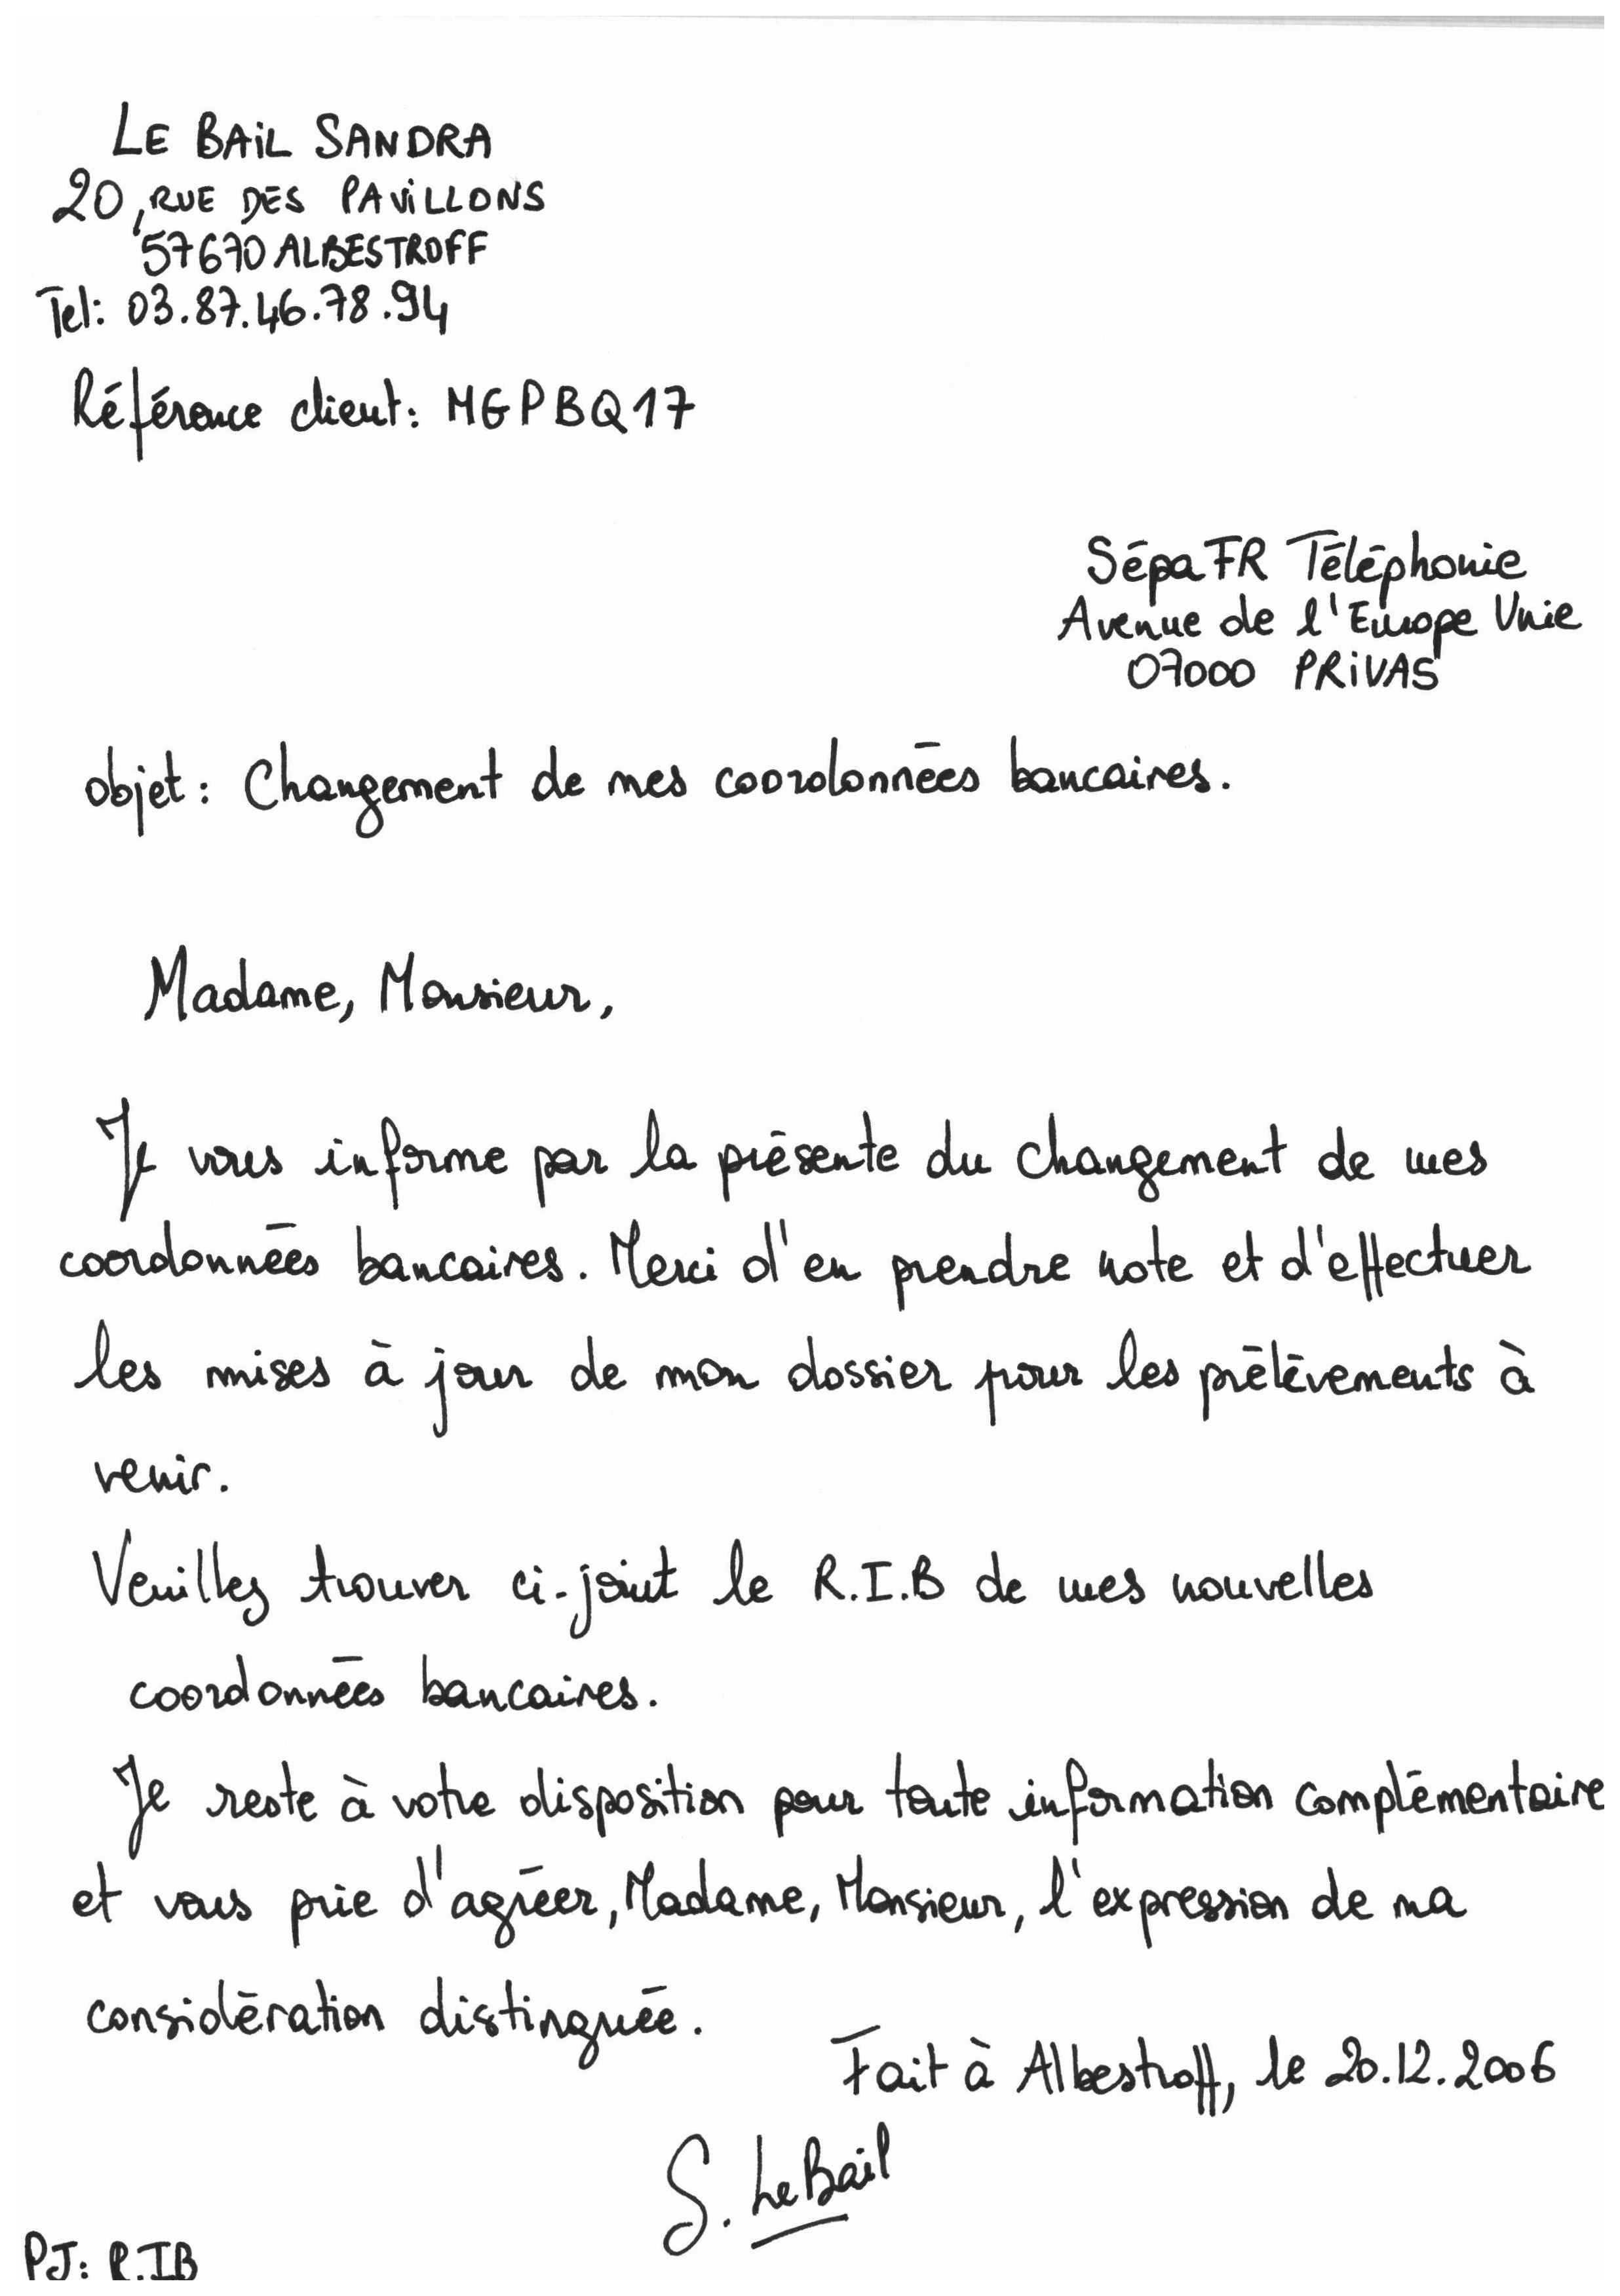 LE BAiL SANDRA
20, RUE DES PAViLLONS
57670 ALBESTROFF
Tel: 03.87.46.78.94
Référence client: MGPBQ17
Sépa FR Téléphonie
Avenue de l'Europe Unie
07000 PRiVAS
objet: Changement de mes coordonnées bancaires.
Madame, Monsieur,
Je vous informe par la présente du changement de mes
coordonnées bancaires. Merci d'en prendre note et d'effectuer
les mises à jour de mon dossier pour les prélèvements à
venir.
Veuillez trouver ci-joint le R.I.B de mes nouvelles
coordonnées bancaires.
Je reste à votre disposition pour toute information complémentaire
et vous prie d'agréer, Madame, Monsieur, l'expression de ma
considération distinguée.
Fait à Albestroff, le 20.12.2006
S. Le Bail
PJ: R.IB